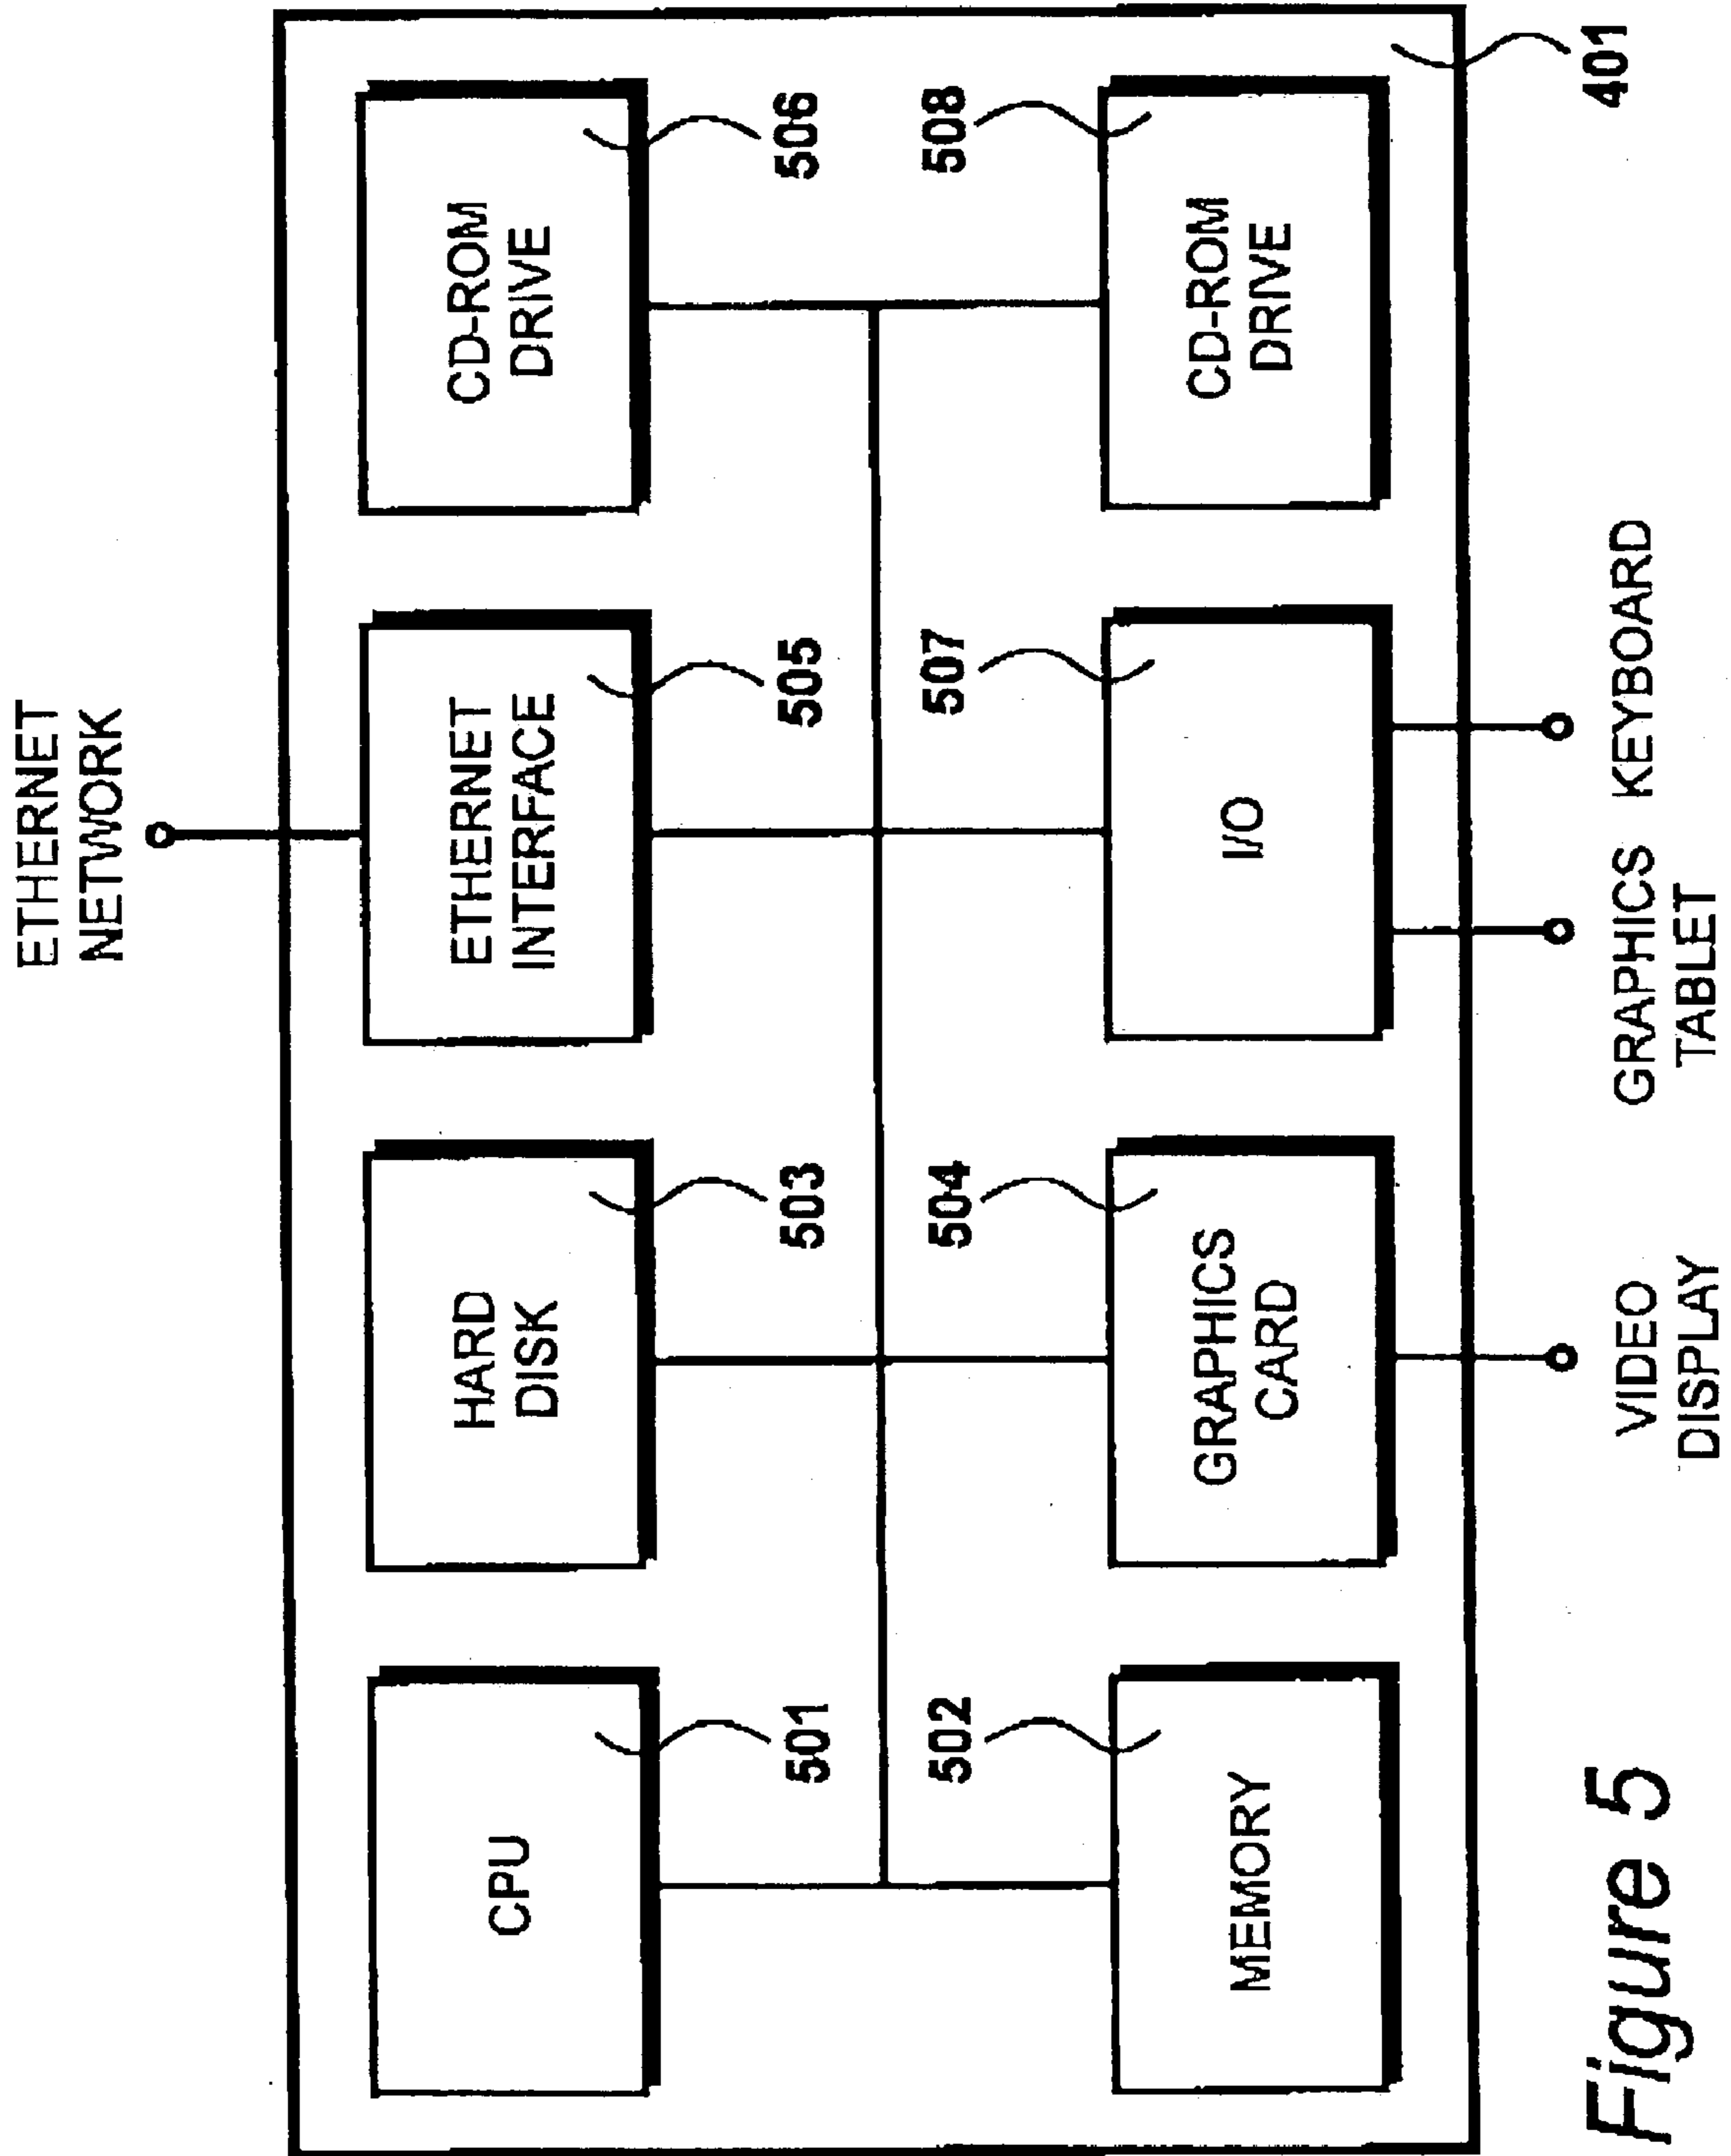 ETHERNET
NETWORK
CPU
501
HARD
DISK
503
ETHERNET
INTERFACE
505
CD-ROM
DRIVE
506
502
MEMORY
504
GRAPHICS
CARD
507
I/O
508
CD-ROM
DRIVE
VIDEO
DISPLAY
GRAPHICS
TABLET
KEYBOARD
401
Figure 5